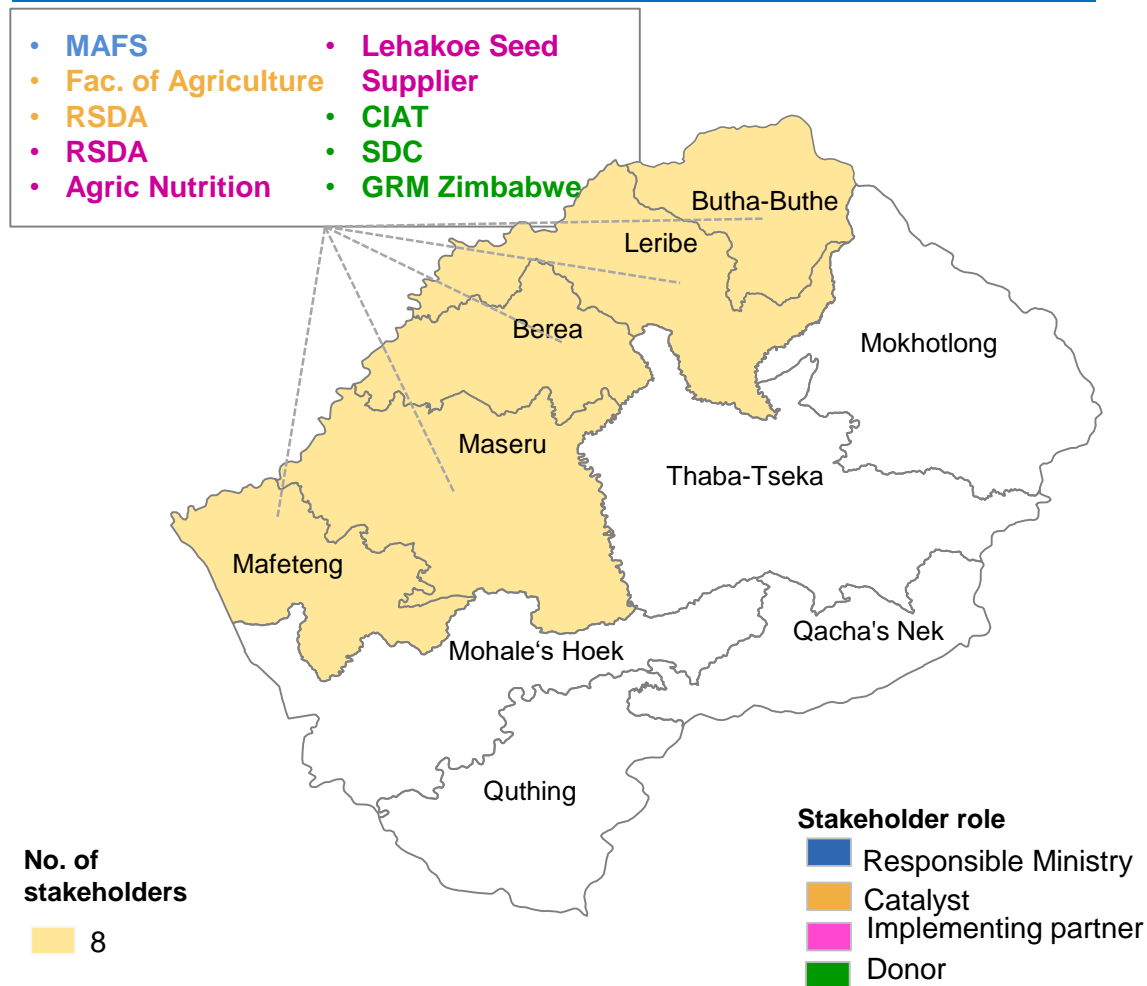 • MAFS
• Fac. of Agriculture
• RSDA
• RSDA
• Agric Nutrition
• Lehakoe Seed
Supplier
• CIAT
• SDC
• GRM Zimbabwe
Butha-Buthe
Leribe
Berea
Mokhotlong
Maseru
Thaba-Tseka
Mafeteng
Qacha's Nek
Mohale‘s Hoek
Quthing
No. of
stakeholders
8
Stakeholder role
Responsible Ministry
Catalyst
Implementing partner
Donor